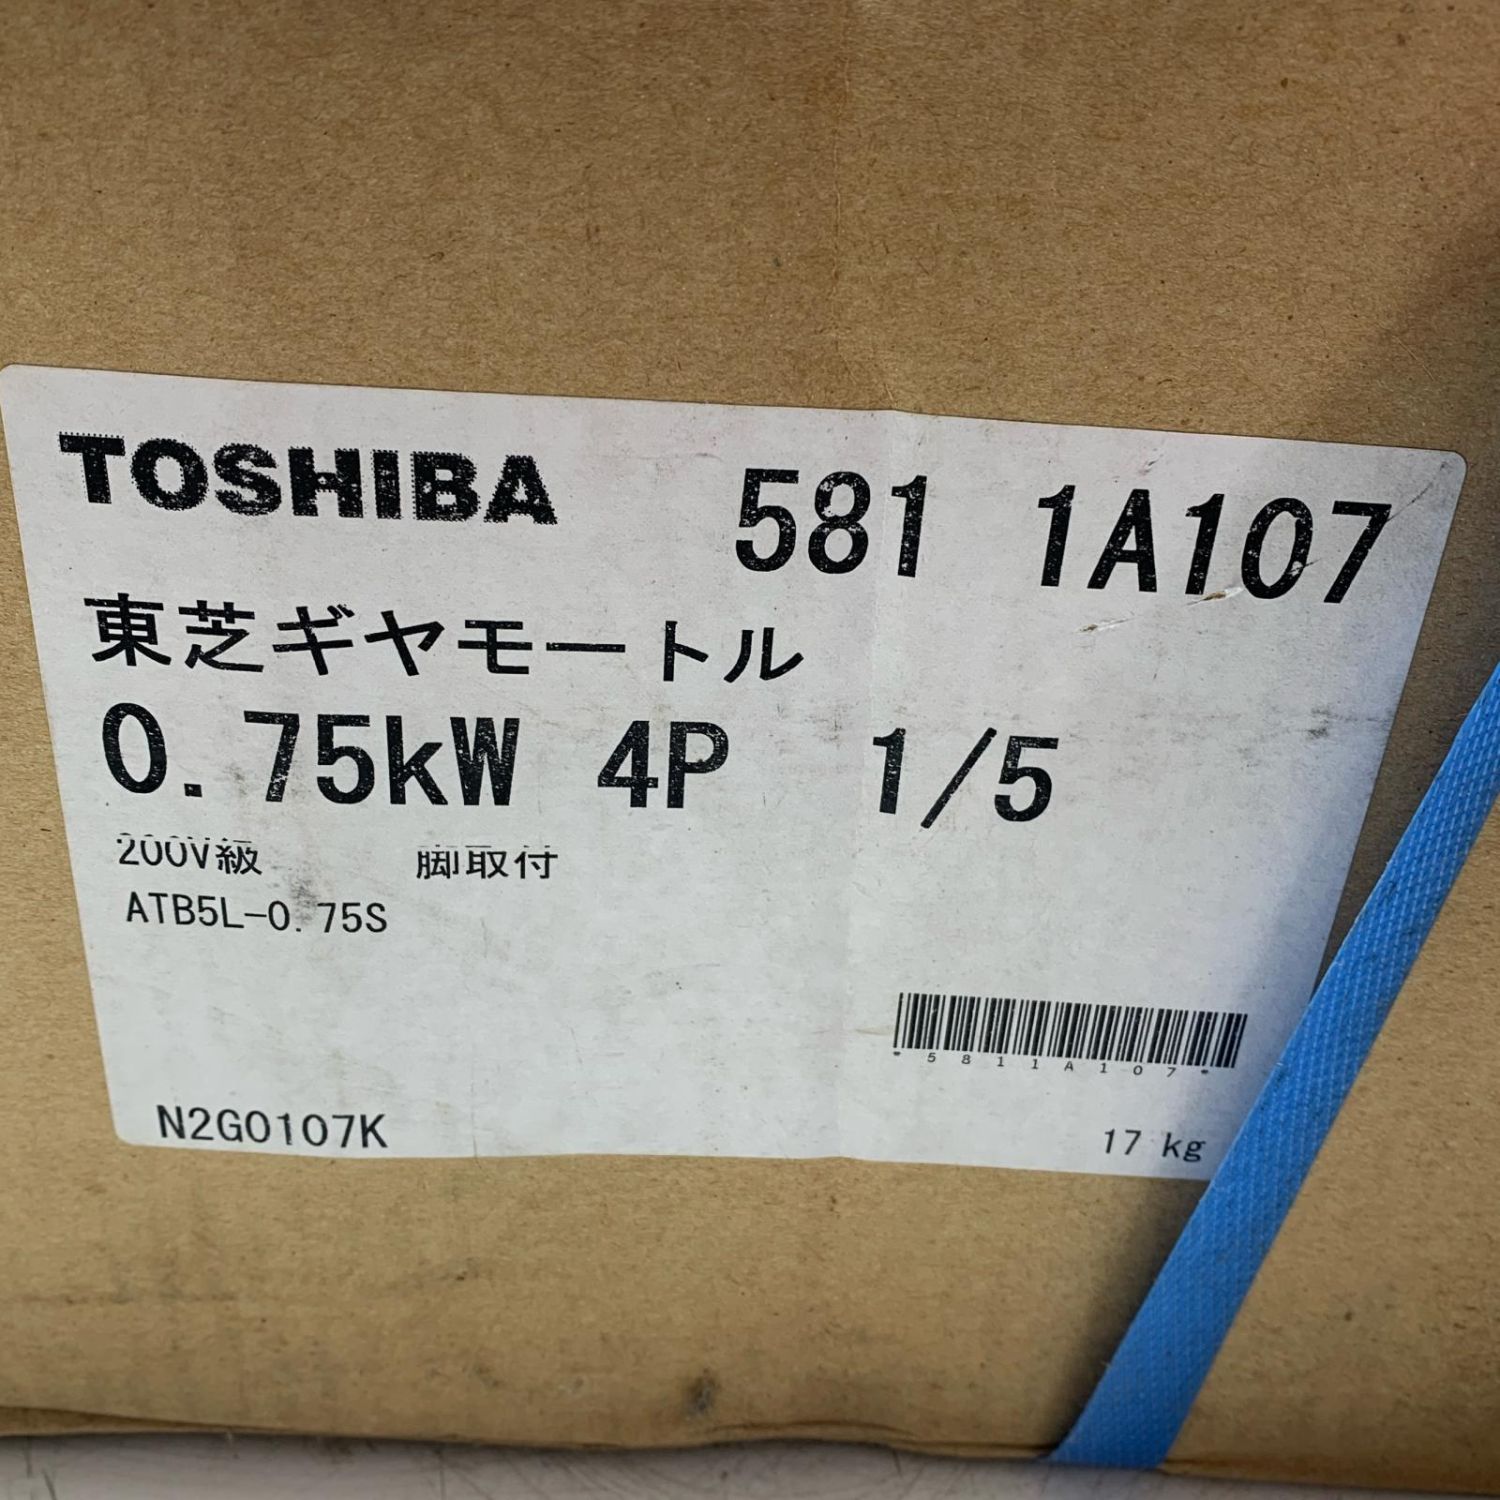 TOSHIBA 581 1A107
東芝ギヤモートル
0.75kW 4P 1/5
200V級 脚取付
ATB5L-0.75S
*5811A107*
N2G0107K 17 kg